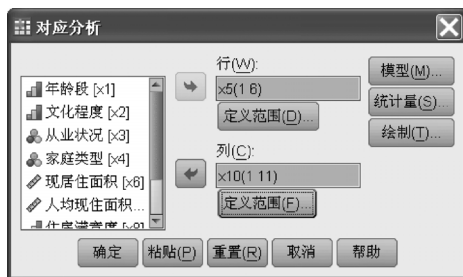 对应分析
行(W):
x5(1 6)
定义范围(D)...
列(C):
x10(1 11)
定义范围(F)...
年龄段 [x1]
文化程度 [x2]
从业状况 [x3]
家庭类型 [x4]
现居住面积 [x6]
人均现住面积...
模型(M)...
统计量(S)...
绘制(T)...
确定 粘贴(P) 重置(R) 取消 帮助